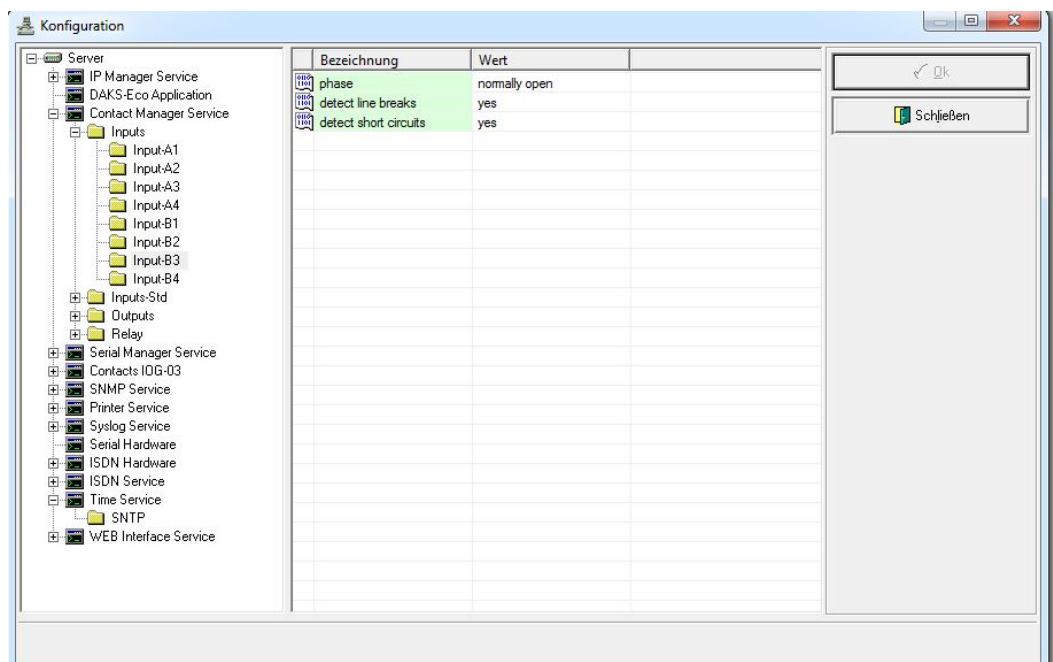 Konfiguration
Server
IP Manager Service
DAKS-Eco Application
Contact Manager Service
Inputs
Input-A1
Input-A2
Input-A3
Input-A4
Input-B1
Input-B2
Input-B3
Input-B4
Inputs-Std
Outputs
Relay
Serial Manager Service
Contacts IOG-03
SNMP Service
Printer Service
Syslog Service
Serial Hardware
ISDN Hardware
ISDN Service
Time Service
SNTP
WEB Interface Service
Bezeichnung Wert
phase normally open
detect line breaks yes
detect short circuits yes
Ok
Schließen